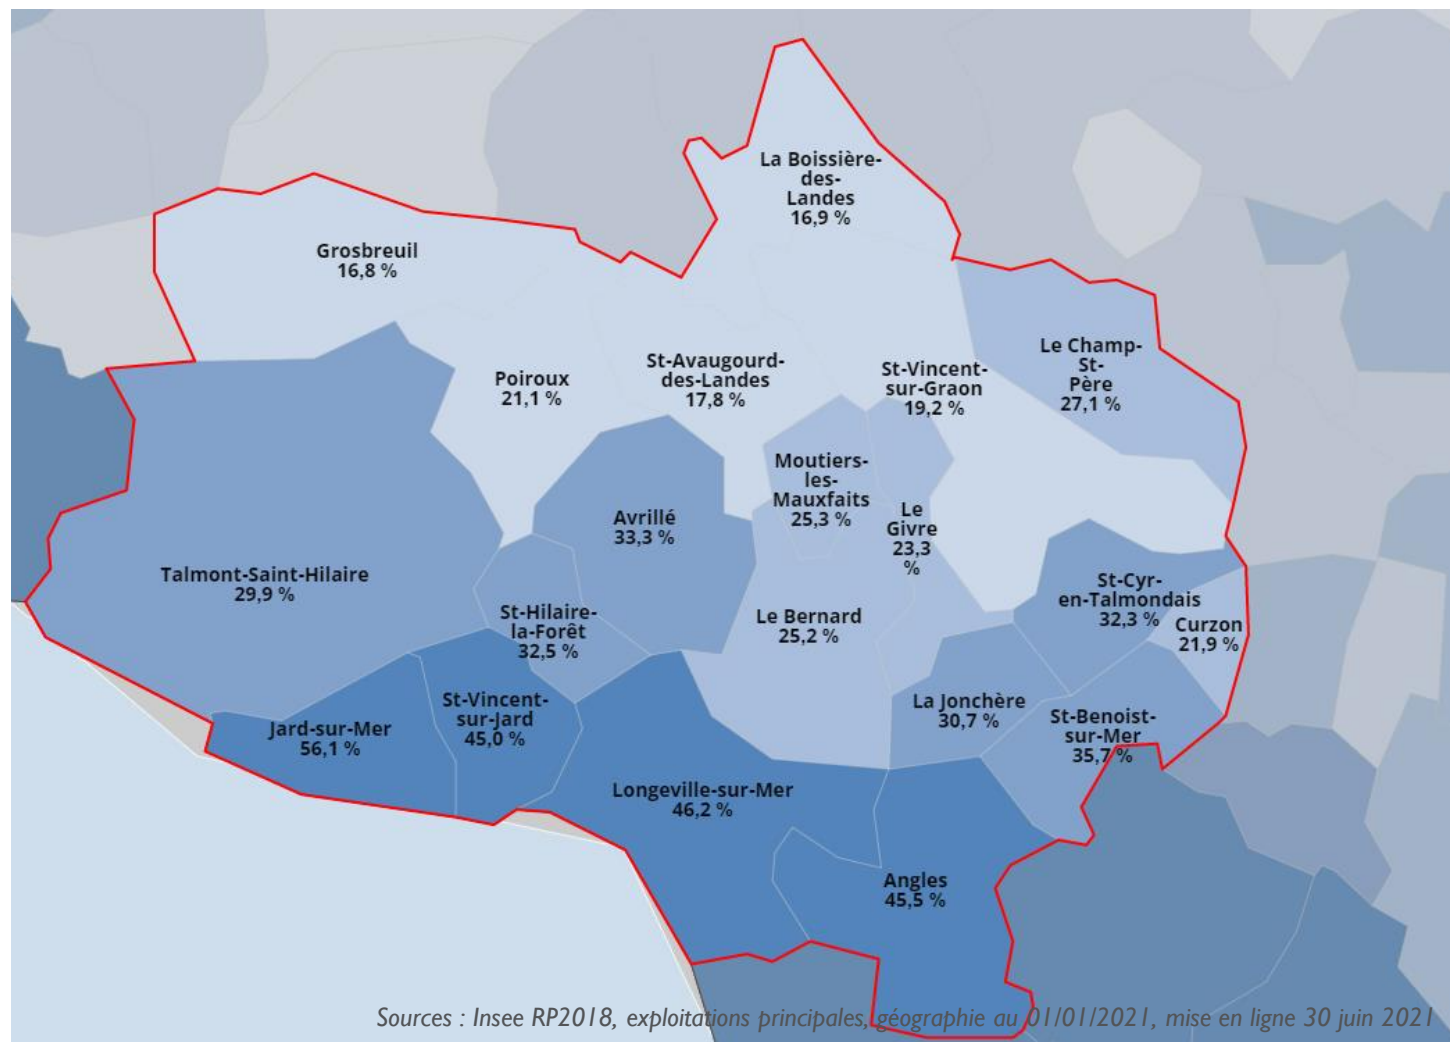 La Boissière-
des-
Landes
16,9 %
Grosbreuil
16,8 %
Le Champ-
St-
Père
27,1 %
St-Avaugourd-
des-Landes
17,8 %
St-Vincent-
sur-Graon
19,2 %
Poiroux
21,1 %
Moutiers-
les-
Mauxfaits
25,3 %
Avrillé
33,3 %
Le
Givre
23,3
%
Talmont-Saint-Hilaire
29,9 %
St-Cyr-
en-Talmondais
32,3 %
St-Hilaire-
la-Forêt
32,5 %
Le Bernard
25,2 %
Curzon
21,9 %
St-Vincent-
sur-Jard
45,0 %
La Jonchère
30,7 %
St-Benoist-
sur-Mer
35,7 %
Jard-sur-Mer
56,1 %
Longeville-sur-Mer
46,2 %
Angles
45,5 %
Sources : Insee RP2018, exploitations principales, géographie au 01/01/2021, mise en ligne 30 juin 2021